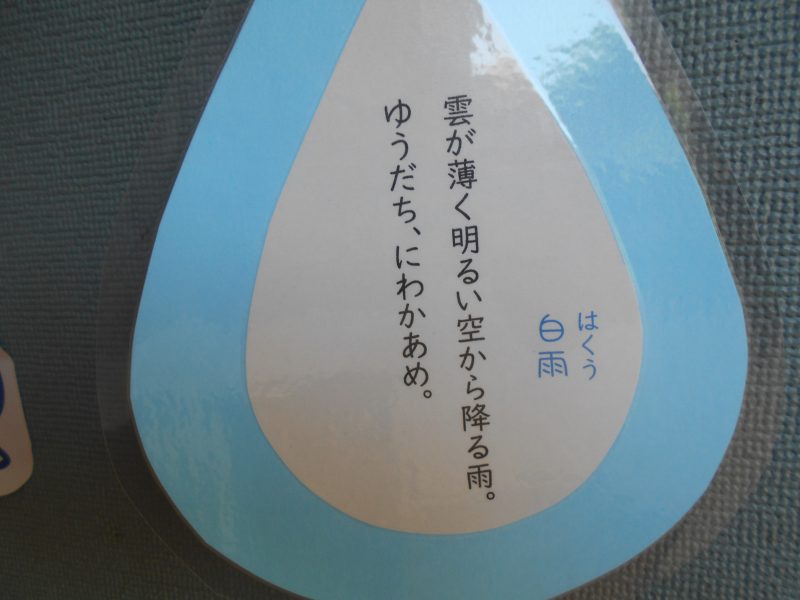 はくう
白雨
雲が薄く明るい空から降る雨。
ゆうだち、にわかあめ。